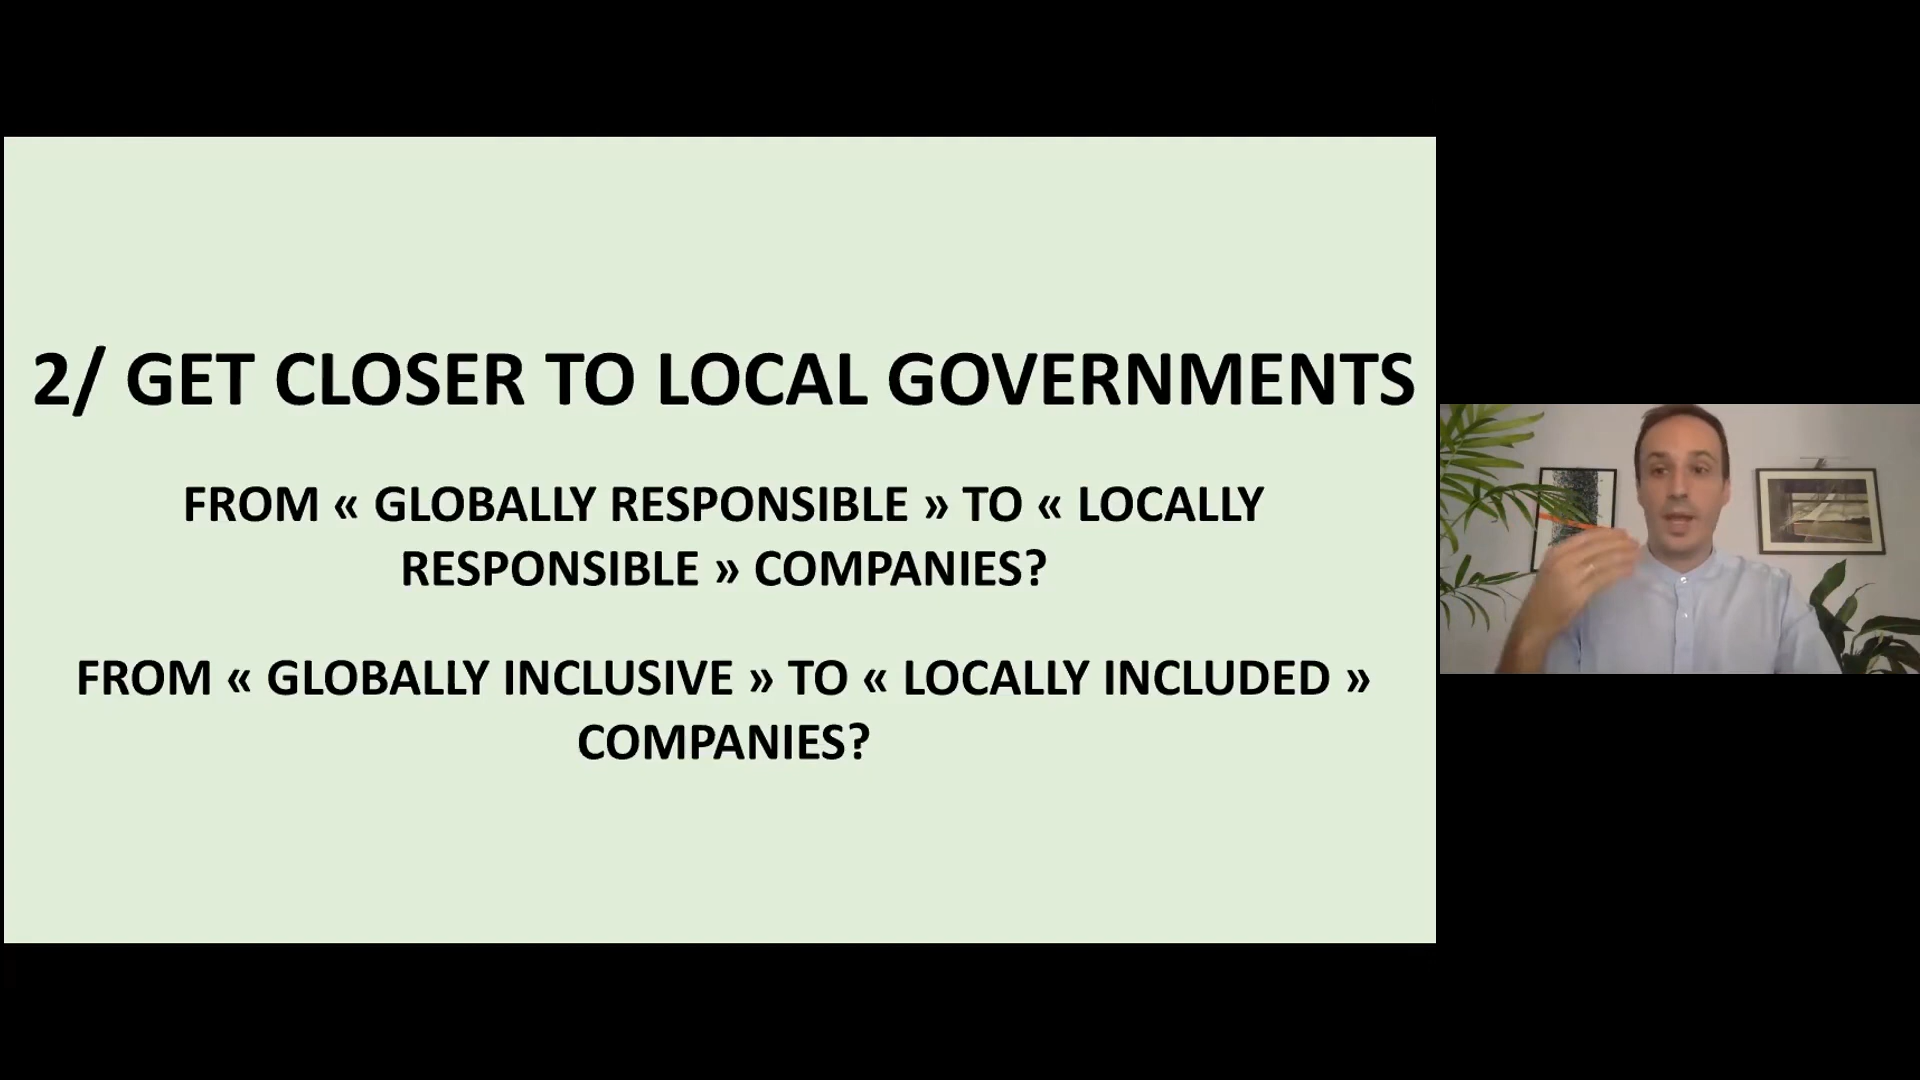 2/ GET CLOSER TO LOCAL GOVERNMENTS
FROM « GLOBALLY RESPONSIBLE » TO « LOCALLY
RESPONSIBLE » COMPANIES?
FROM « GLOBALLY INCLUSIVE » TO « LOCALLY INCLUDED »
COMPANIES?